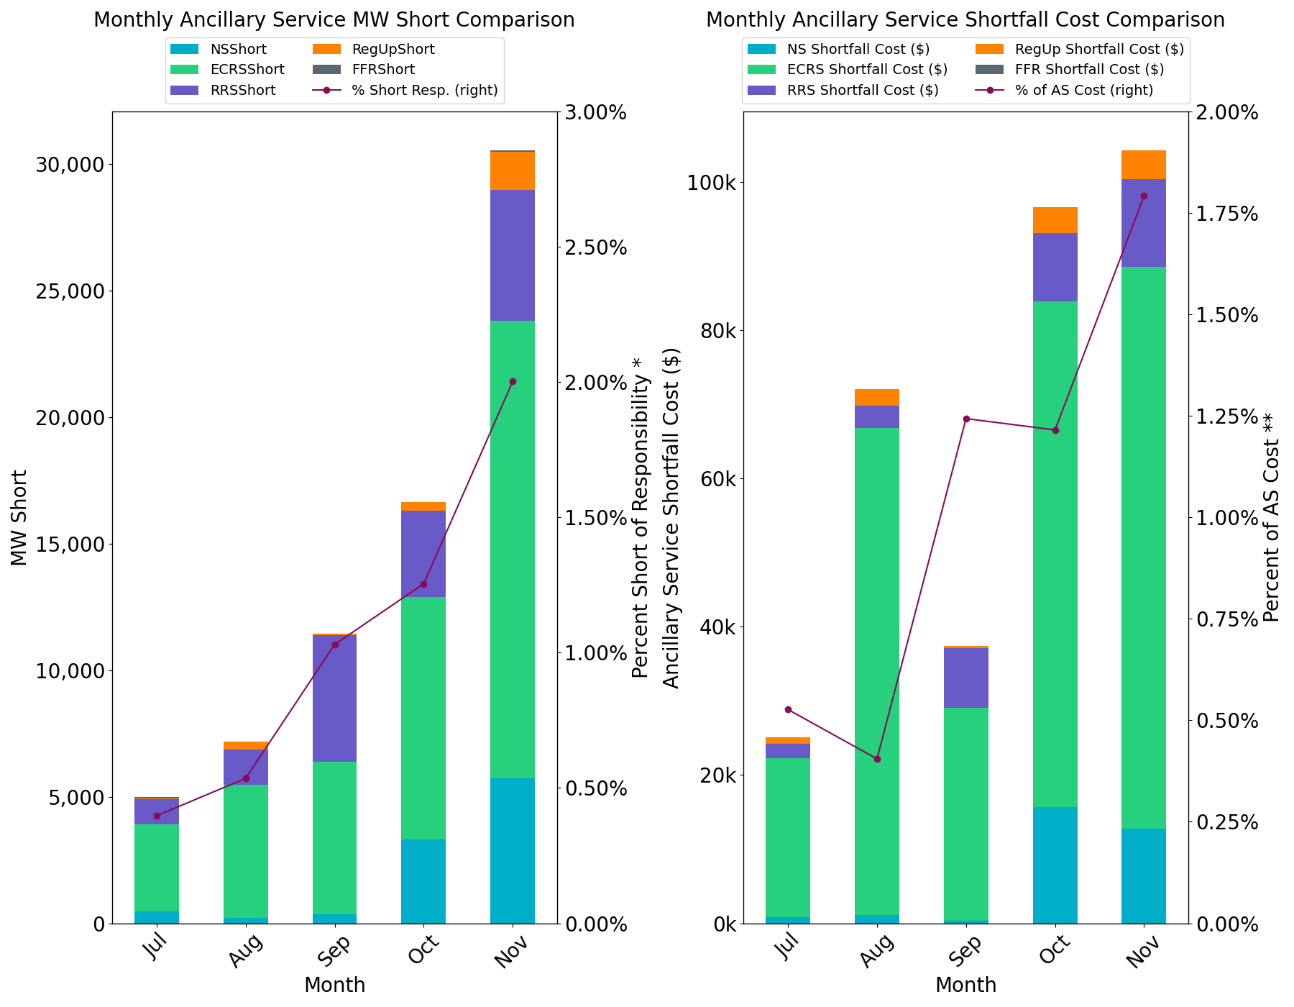 Monthly Ancillary Service MW Short Comparison
NSShort
ECRSShort
RRSShort
RegUpShort
FFRShort
% Short Resp. (right)
30,000
25,000
20,000
15,000
10,000
5,000
0
MW Short
3.00%
2.50%
2.00%
1.50%
1.00%
0.50%
0.00%
Percent Short of Responsibility *
Jul
Aug
Sep
Oct
Nov
Month
Monthly Ancillary Service Shortfall Cost Comparison
NS Shortfall Cost ($)
ECRS Shortfall Cost ($)
RRS Shortfall Cost ($)
RegUp Shortfall Cost ($)
FFR Shortfall Cost ($)
% of AS Cost (right)
100k
80k
60k
40k
20k
0k
Ancillary Service Shortfall Cost ($)
2.00%
1.75%
1.50%
1.25%
1.00%
0.75%
0.50%
0.25%
0.00%
Percent of AS Cost **
Jul
Aug
Sep
Oct
Nov
Month